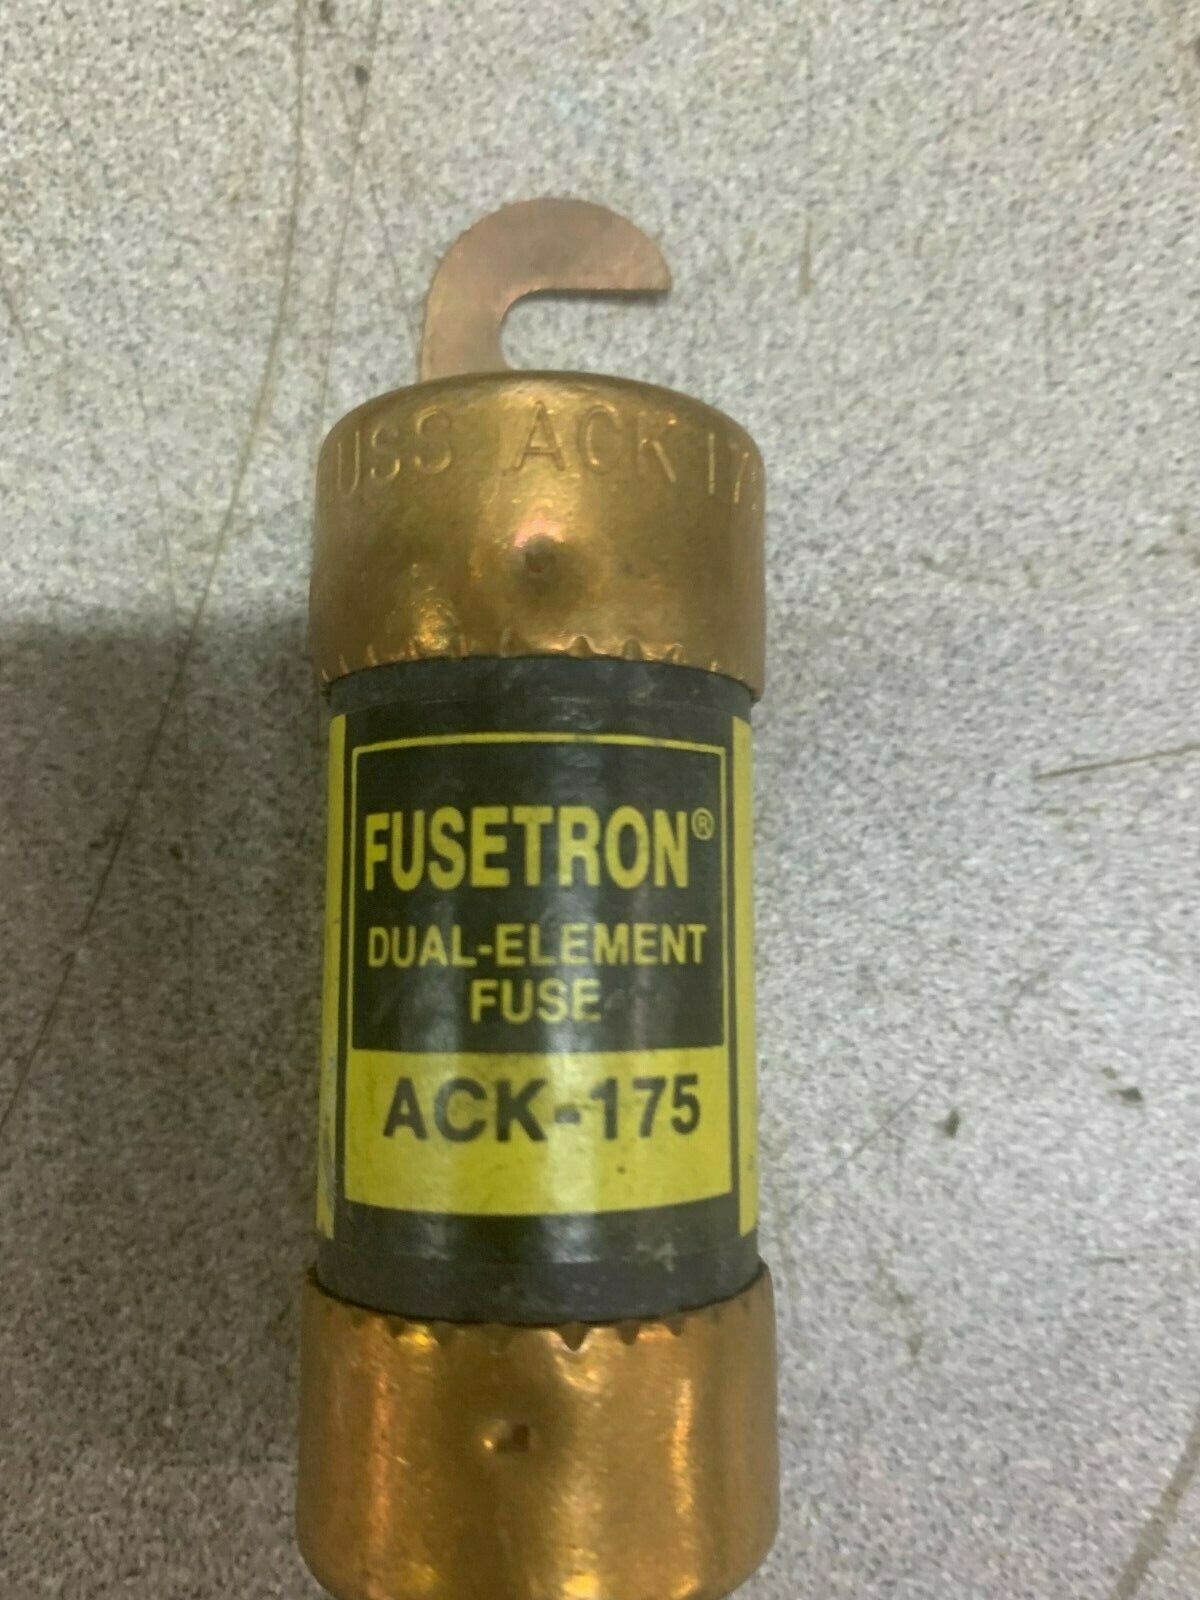 USS ACK 17
FUSETRON®
DUAL-ELEMENT
FUSE
ACK-175